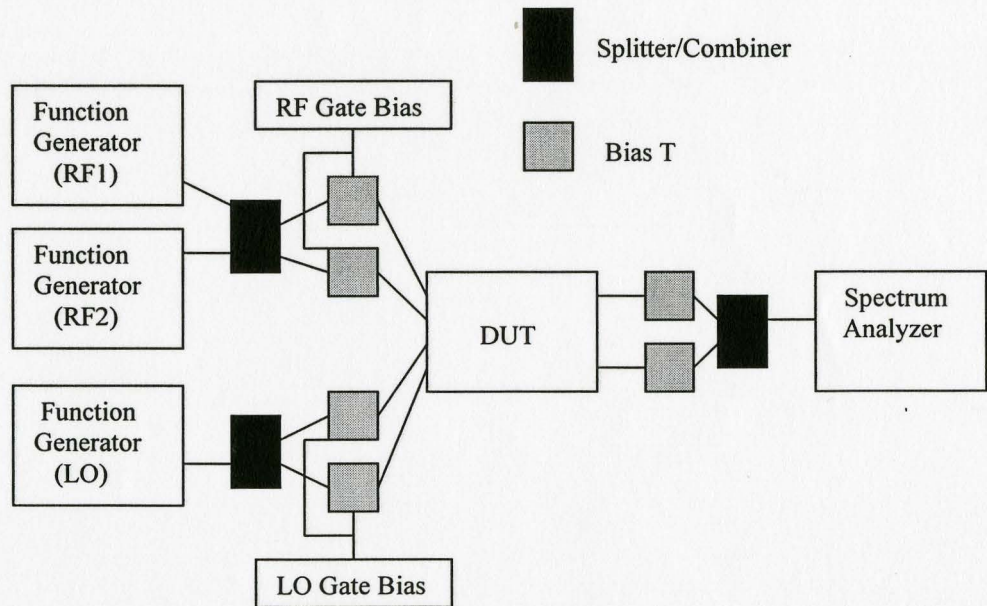 Splitter/Combiner
Bias T
Function
Generator
(RF1)
RF Gate Bias
Function
Generator
(RF2)
DUT
Spectrum
Analyzer
Function
Generator
(LO)
LO Gate Bias